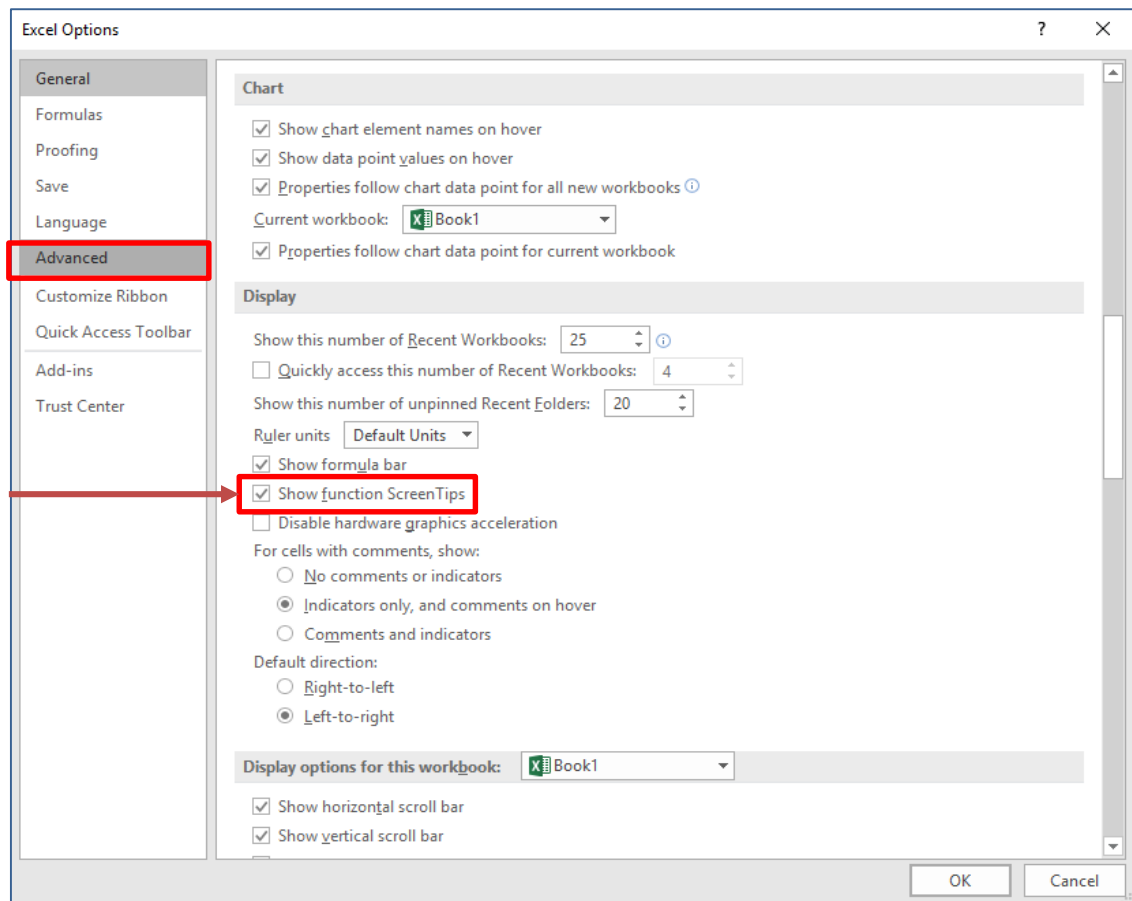 Excel Options
?
General
Formulas
Proofing
Save
Language
Advanced
Customize Ribbon
Quick Access Toolbar
Add-ins
Trust Center
Chart
Show chart element names on hover
Show data point values on hover
Properties follow chart data point for all new workbooks
Current workbook: Book1
Properties follow chart data point for current workbook
Display
Show this number of Recent Workbooks: 25
Quickly access this number of Recent Workbooks: 4
Show this number of unpinned Recent Folders: 20
Ruler units Default Units
Show formula bar
Show function ScreenTips
Disable hardware graphics acceleration
For cells with comments, show:
No comments or indicators
Indicators only, and comments on hover
Comments and indicators
Default direction:
Right-to-left
Left-to-right
Display options for this workbook: Book1
Show horizontal scroll bar
Show vertical scroll bar
OK Cancel